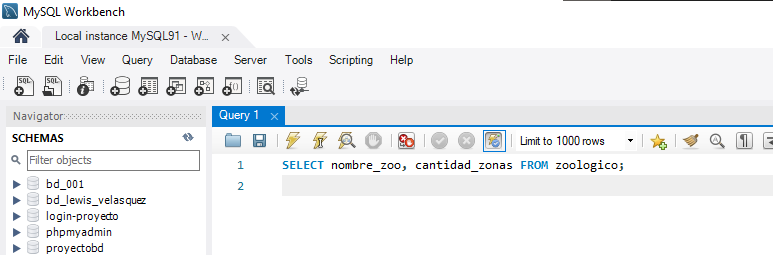 MySQL Workbench
Local instance MySQL91 - W...
File Edit View Query Database Server Tools Scripting Help
SQL SQL
Navigator
Query 1
SCHEMAS
Limit to 1000 rows
Filter objects
1 SELECT nombre_zoo, cantidad_zonas FROM zoologico;
2
bd_001
bd_lewis_velasquez
login-proyecto
phpmyadmin
proyectobd